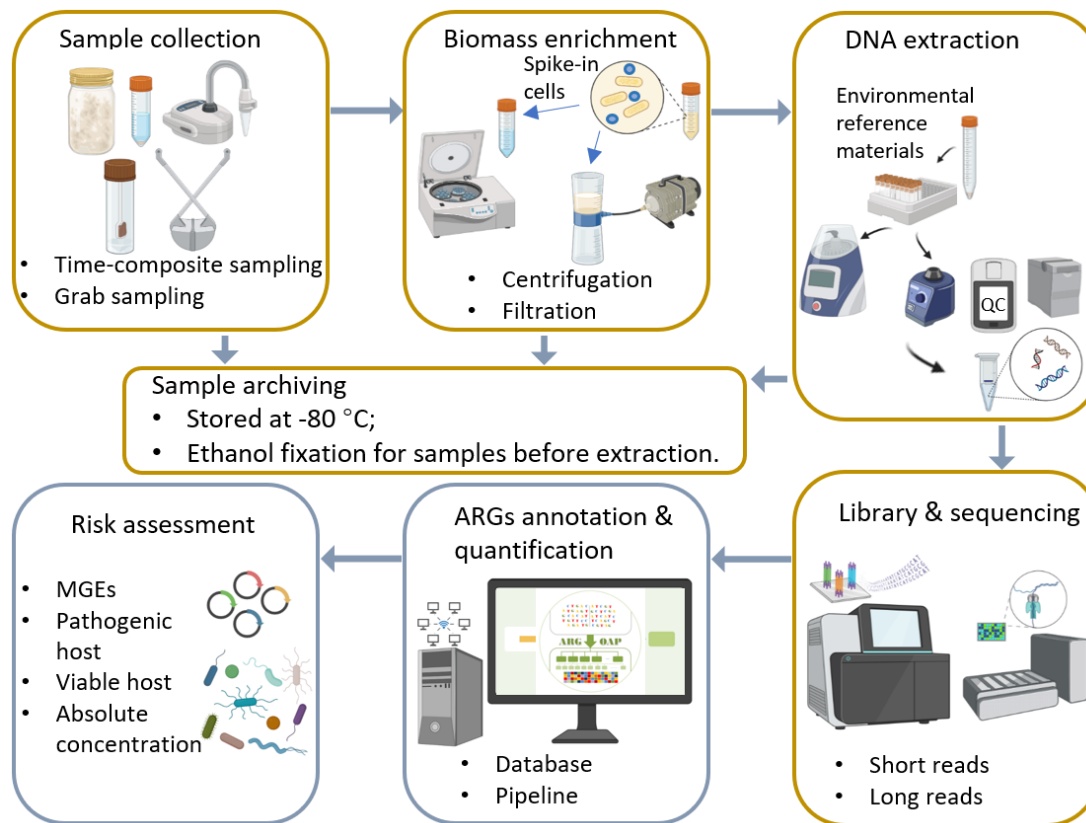 Sample collection
• Time-composite sampling
• Grab sampling
Biomass enrichment
Spike-in
cells
• Centrifugation
• Filtration
DNA extraction
Environmental
reference
materials
QC
Sample archiving
• Stored at -80 °C;
• Ethanol fixation for samples before extraction.
Risk assessment
• MGEs
• Pathogenic
host
• Viable host
• Absolute
concentration
ARGs annotation &
quantification
ARG OAP
• Database
• Pipeline
Library & sequencing
• Short reads
• Long reads